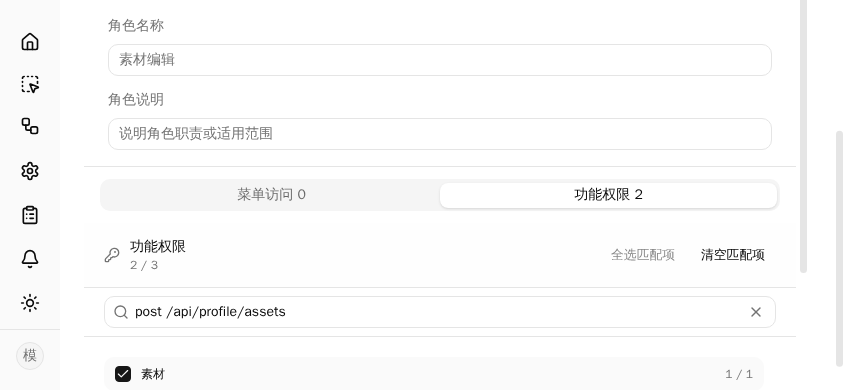 角色名称
素材编辑
角色说明
说明角色职责或适用范围
菜单访问 0
功能权限 2
功能权限
2 / 3
全选匹配项
清空匹配项
post /api/profile/assets
素材
1 / 1
模